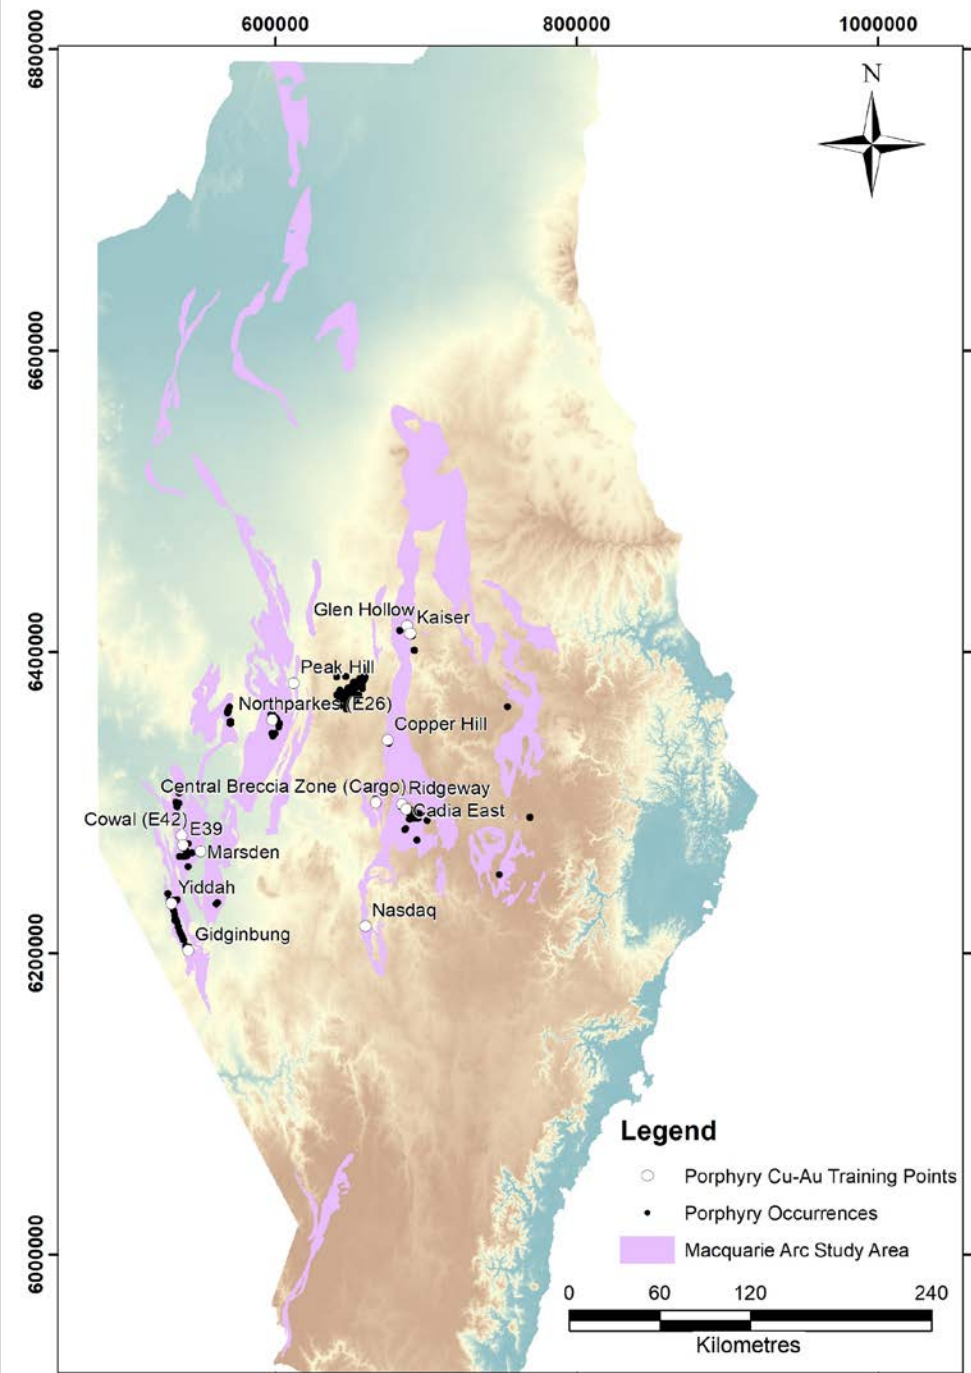 600000 800000 1000000
6800000
N
6600000
Glen Hollow Kaiser
6400000
Peak Hill
Northparkes (E26)
Copper Hill
Central Breccia Zone (Cargo) Ridgeway
Cadia East
Cowal (E42) E39
Marsden
Yiddah
Nasdaq
Gidginbung
6200000
Legend
Porphyry Cu-Au Training Points
Porphyry Occurrences
Macquarie Arc Study Area
6000000
0 60 120 240
Kilometres